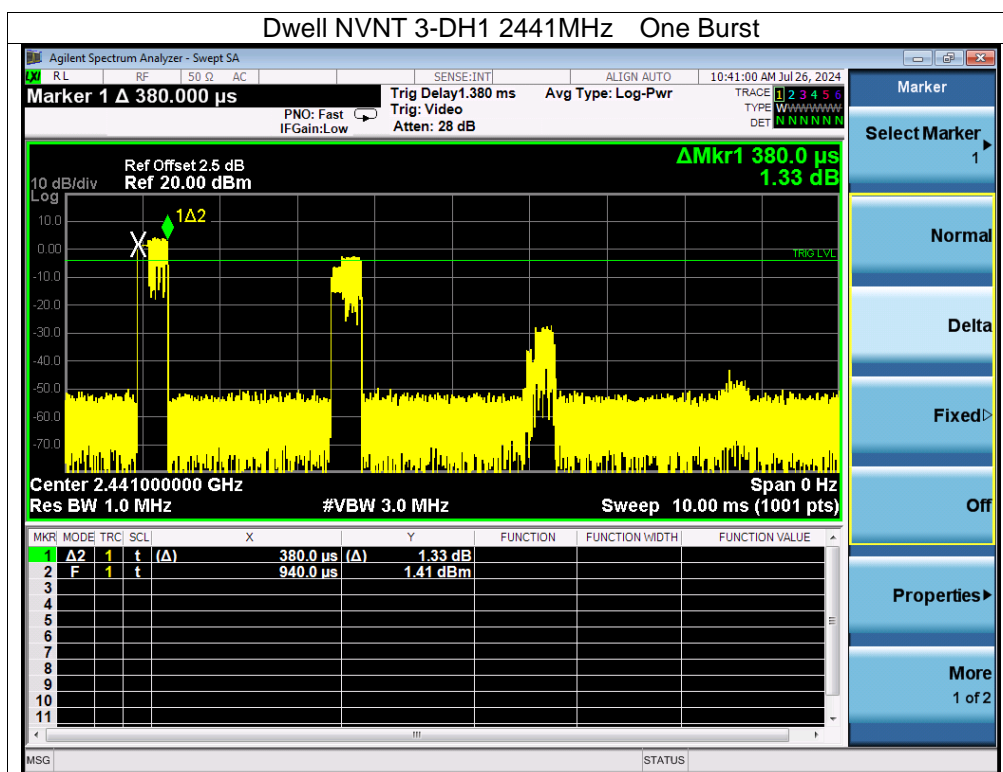 Dwell NVNT 3-DH1 2441MHz One Burst
Agilent Spectrum Analyzer - Swept SA
LXI RL RF 50 Ω AC SENSE:INT ALIGN AUTO 10:41:00 AM Jul 26, 2024
Marker 1 Δ 380.000 µs
PNO: Fast
IFGain:Low
Trig Delay1.380 ms
Trig: Video
Atten: 28 dB
Avg Type: Log-Pwr
TRACE 1 2 3 4 5 6
TYPE WWWWWW
DET N N N N N N
ΔMkr1 380.0 µs
1.33 dB
Ref Offset 2.5 dB
10 dB/div Ref 20.00 dBm
Log
10.0
0.00
-10.0
-20.0
-30.0
-40.0
-50.0
-60.0
-70.0
1Δ2
TRIG LVL
Center 2.441000000 GHz Span 0 Hz
Res BW 1.0 MHz #VBW 3.0 MHz Sweep 10.00 ms (1001 pts)
MKR MODE TRC SCL X Y FUNCTION FUNCTION WIDTH FUNCTION VALUE
1 Δ2 1 t (Δ) 380.0 µs (Δ) 1.33 dB
2 F 1 t 940.0 µs 1.41 dBm
3
4
5
6
7
8
9
10
11
MSG STATUS
Marker
Select Marker
1
Normal
Delta
Fixed
Off
Properties
More
1 of 2